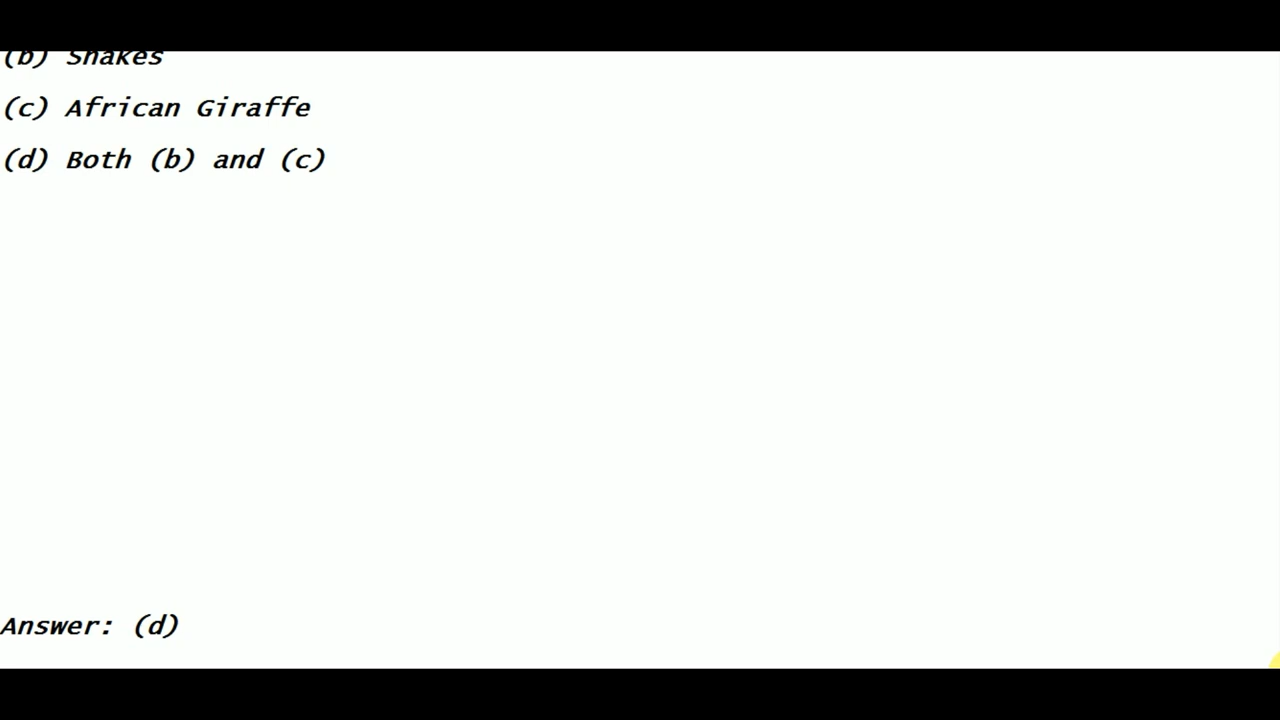 (b) Snakes
(c) African Giraffe
(d) Both (b) and (c)
Answer: (d)